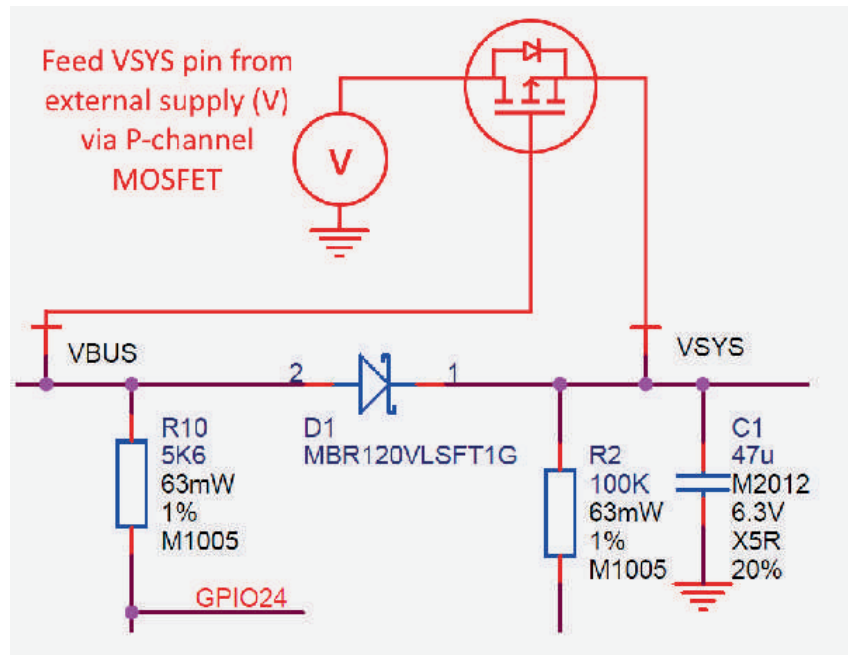 Feed VSYS pin from
external supply (V)
via P-channel
MOSFET
V
VBUS
VSYS
2
1
R10
5K6
63mW
1%
M1005
D1
MBR120VLSFT1G
R2
100K
63mW
1%
M1005
C1
47u
M2012
6.3V
X5R
20%
GPIO24